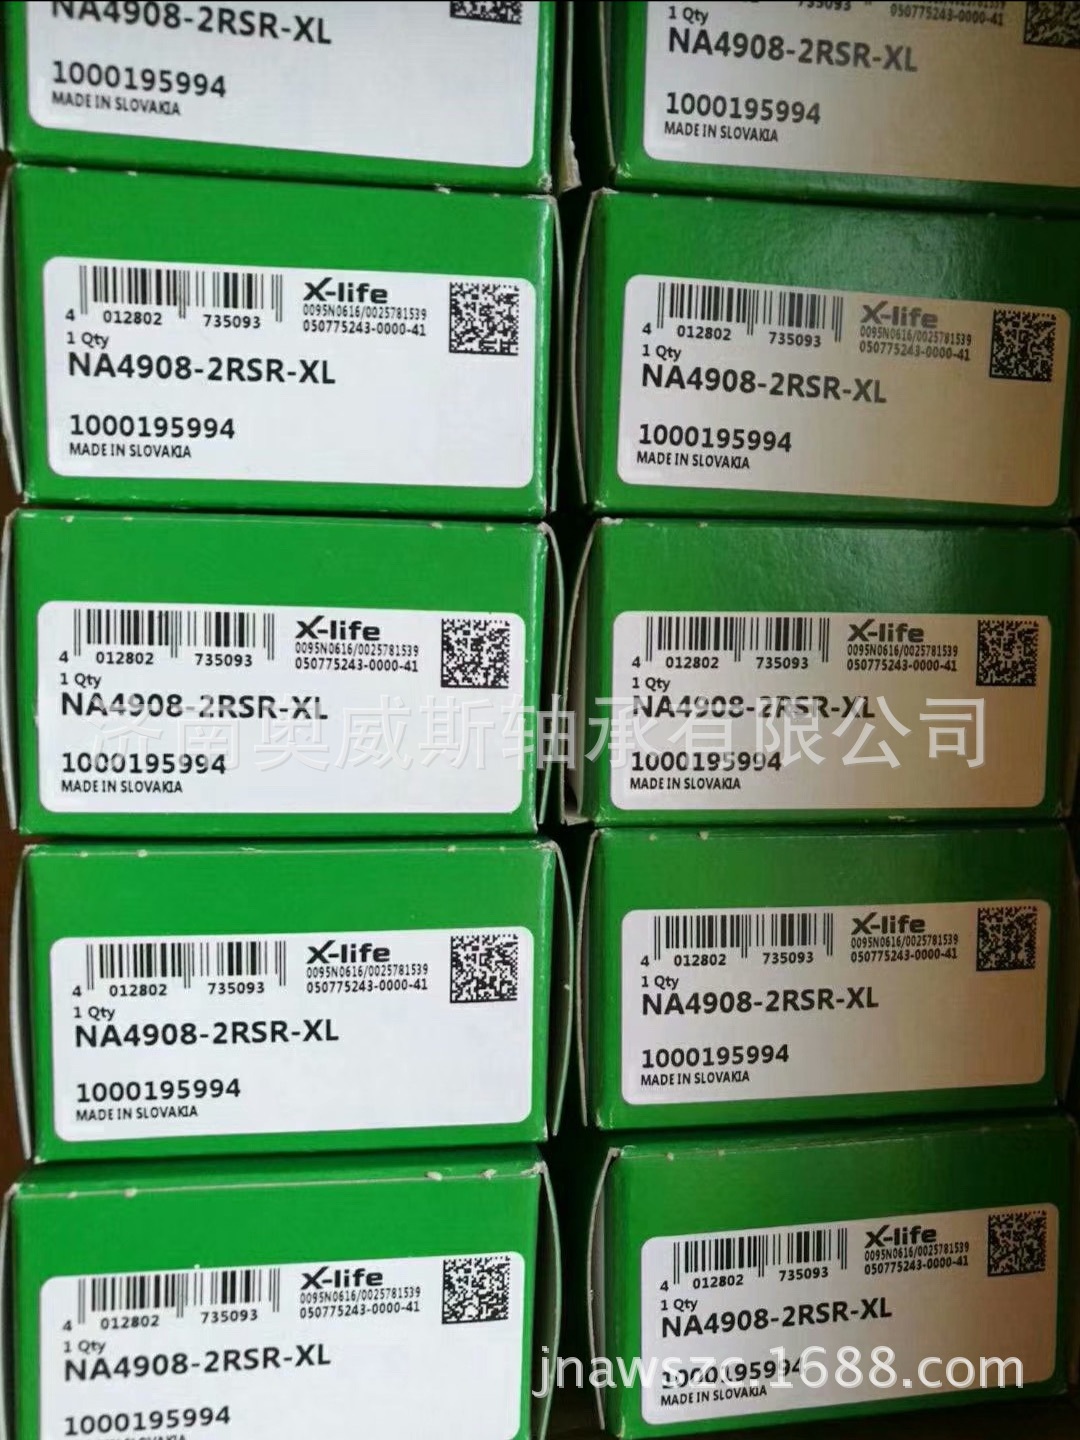 NA4908-2RSR-XL
1000195994
MADE IN SLOVAKIA
050775243-0000-41
1 Qty
NA4908-2RSR-XL
1000195994
MADE IN SLOVAKIA
X-life
0095N0616/0025781539
050775243-0000-41
4 012802 735093
1 Qty
NA4908-2RSR-XL
1000195994
MADE IN SLOVAKIA
X-life
0095N0616/0025781539
050775243-0000-41
4 012802 735093
1 Qty
NA4908-2RSR-XL
1000195994
MADE IN SLOVAKIA
X-life
0095N0616/0025781539
050775243-0000-41
4 012802 735093
1 Qty
NA4908-2RSR-XL
1000195994
MADE IN SLOVAKIA
X-life
0095N0616/0025781539
050775243-0000-41
4 012802 735093
1 Qty
NA4908-2RSR-XL
1000195994
MADE IN SLOVAKIA
济南奥威斯轴承有限公司
X-life
0095N0616/0025781539
050775243-0000-41
4 012802 735093
1 Qty
NA4908-2RSR-XL
1000195994
MADE IN SLOVAKIA
X-life
0095N0616/0025781539
050775243-0000-41
4 012802 735093
1 Qty
NA4908-2RSR-XL
1000195994
MADE IN SLOVAKIA
X-life
0095N0616/0025781539
050775243-0000-41
4 012802 735093
1 Qty
NA4908-2RSR-XL
1000195994
MADE IN SLOVAKIA
X-life
0095N0616/0025781539
050775243-0000-41
4 012802 735093
1 Qty
NA4908-2RSR-XL
1000195994
MADE IN SLOVAKIA
jnawszc.1688.com